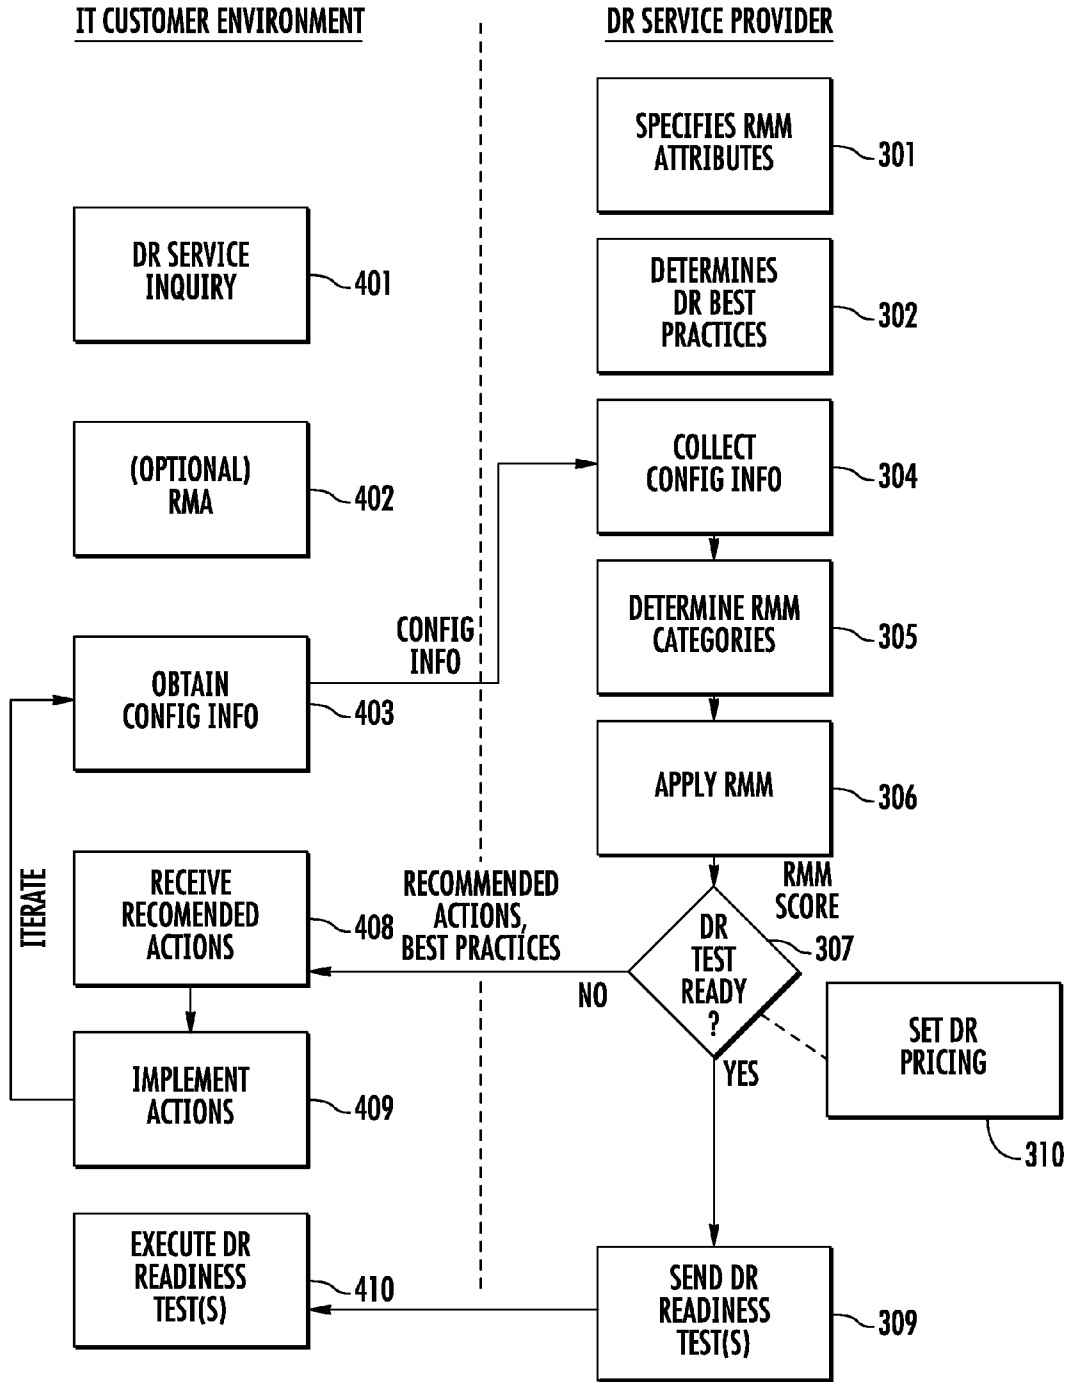 IT CUSTOMER ENVIRONMENT
DR SERVICE PROVIDER
SPECIFIES RMM
ATTRIBUTES
301
DR SERVICE
INQUIRY
401
DETERMINES
DR BEST
PRACTICES
302
(OPTIONAL)
RMA
402
COLLECT
CONFIG INFO
304
CONFIG
INFO
DETERMINE RMM
CATEGORIES
305
OBTAIN
CONFIG INFO
403
APPLY RMM
306
ITERATE
RECEIVE
RECOMENDED
ACTIONS
408
RECOMMENDED
ACTIONS,
BEST PRACTICES
RMM
SCORE
DR
TEST
READY
?
307
NO
YES
SET DR
PRICING
310
IMPLEMENT
ACTIONS
409
EXECUTE DR
READINESS
TEST(S)
410
SEND DR
READINESS
TEST(S)
309